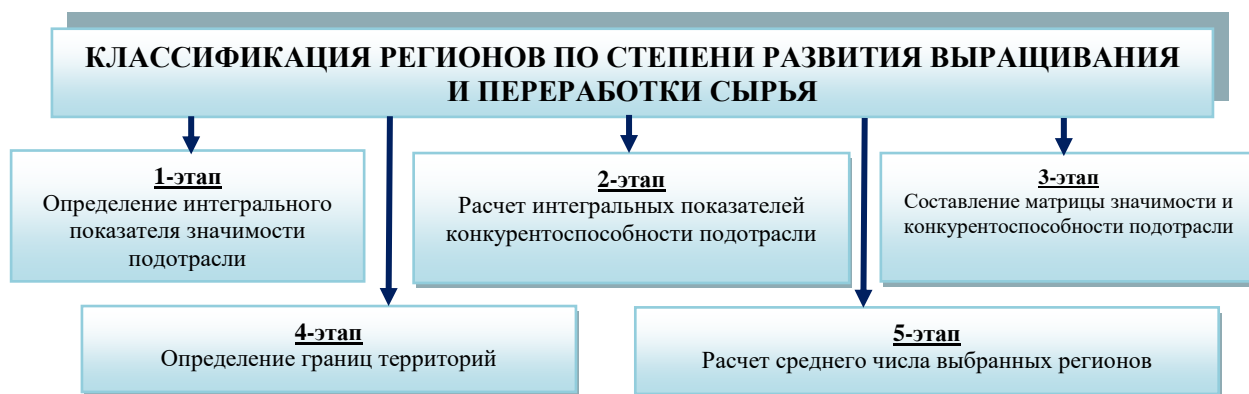 КЛАССИФИКАЦИЯ РЕГИОНОВ ПО СТЕПЕНИ РАЗВИТИЯ ВЫРАЩИВАНИЯ
И ПЕРЕРАБОТКИ СЫРЬЯ
1-этап
Определение интегрального
показателя значимости
подотрасли
2-этап
Расчет интегральных показателей
конкурентоспособности подотрасли
3-этап
Составление матрицы значимости и
конкурентоспособности подотрасли
4-этап
Определение границ территорий
5-этап
Расчет среднего числа выбранных регионов